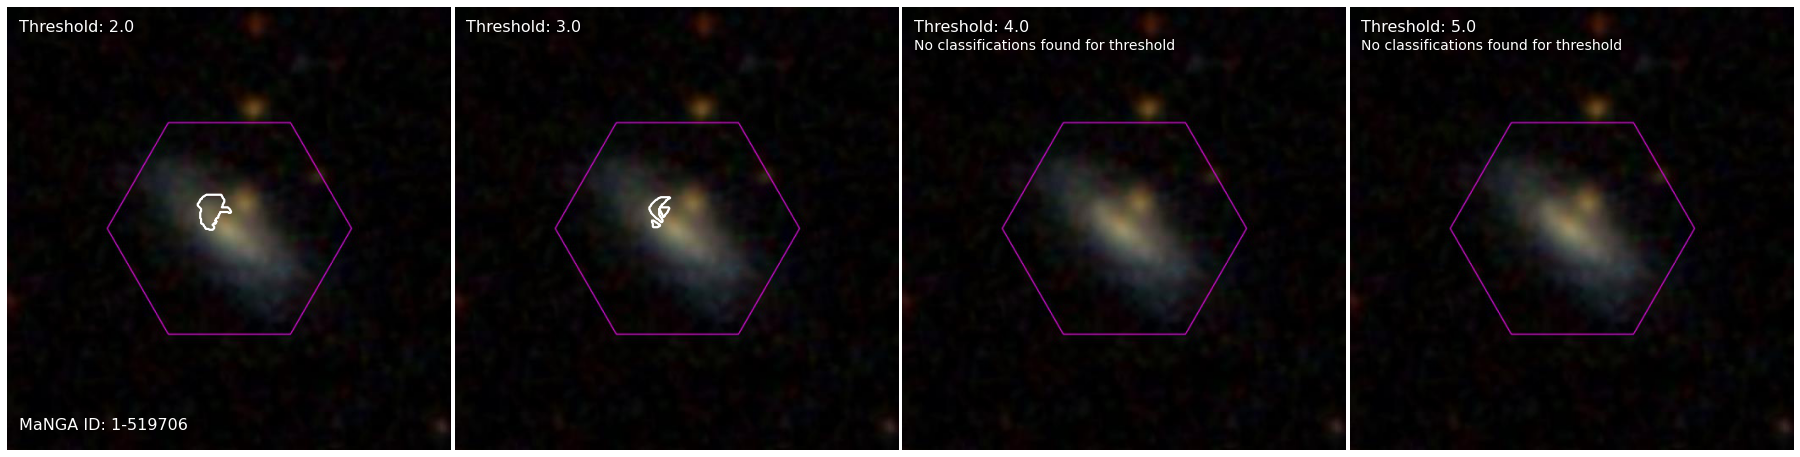 Threshold: 2.0
MaNGA ID: 1-519706
Threshold: 3.0
Threshold: 4.0
No classifications found for threshold
Threshold: 5.0
No classifications found for threshold